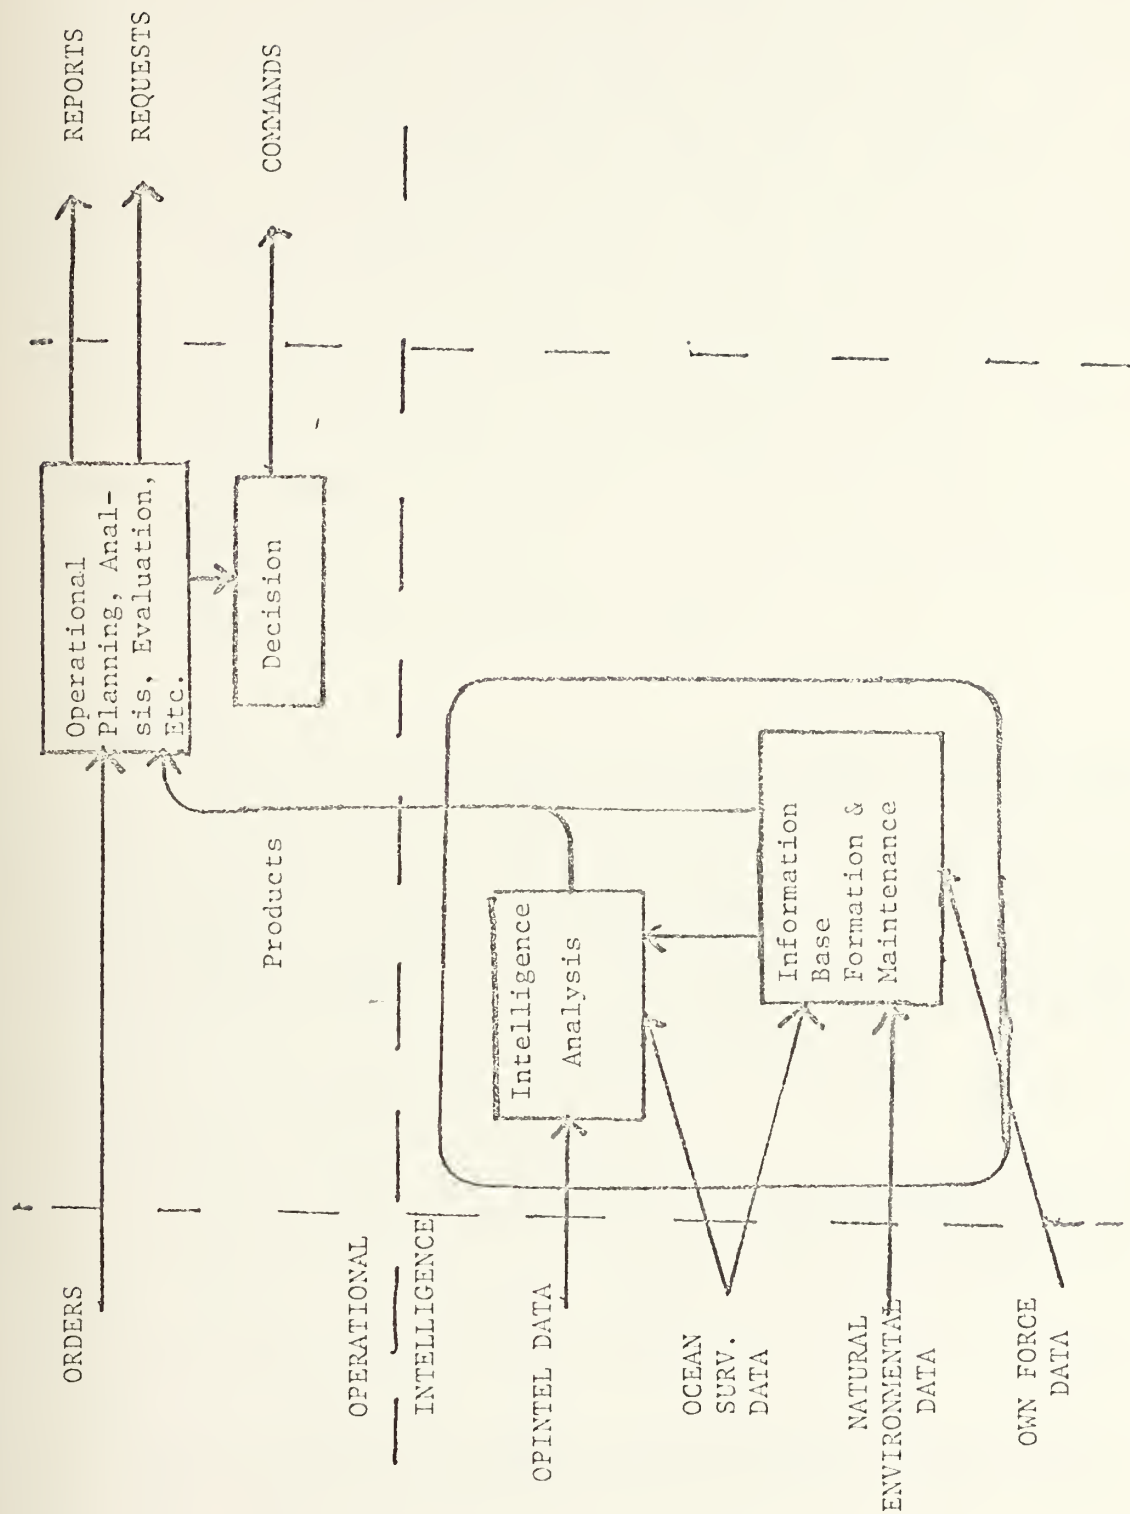 ORDERS
Operational
Planning, Anal-
sis, Evaluation,
Etc.
REPORTS
REQUESTS
Decision
COMMANDS
Products
OPERATIONAL
INTELLIGENCE
OPINTEL DATA
Intelligence
Analysis
OCEAN
SURV.
DATA
Information
Base
Formation &
Maintenance
NATURAL
ENVIRONMENTAL
DATA
OWN FORCE
DATA